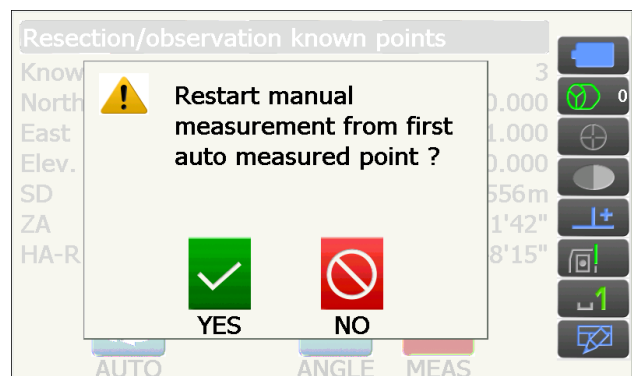 Resection/observation known points
Know 3
North 0.000
East 1.000
Elev. 0.000
SD 556m
ZA 1'42"
HA-R 8'15"
Restart manual
measurement from first
auto measured point ?
YES NO
AUTO ANGLE MEAS
0
1